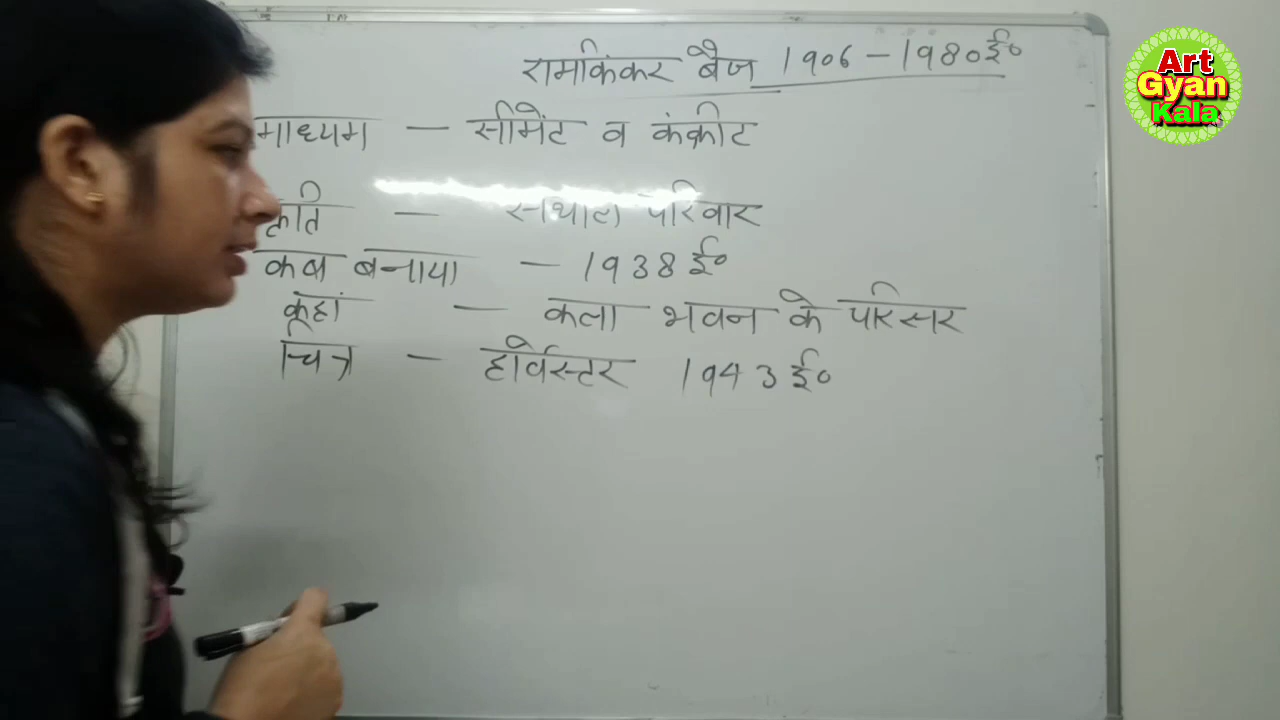 रामकिंकर बैज 1906 - 1980 ई०
माध्यम - सीमेंट व कंक्रीट
कृति - सथाल परिवार
कब बनाया - 1938 ई०
कहां - कला भवन के परिसर
चित्र - हार्वेस्टर 1943 ई०
Art
Gyan
Kala